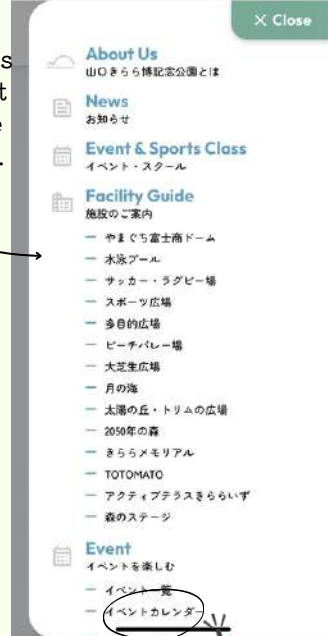 s
t
e
.
× Close
About Us
山口きらら博記念公園とは
News
お知らせ
Event & Sports Class
イベント・スクール
Facility Guide
施設のご案内
やまぐち富士商ドーム
水泳プール
サッカー・ラグビー場
スポーツ広場
多目的広場
ビーチバレー場
大芝生広場
月の海
太陽の丘・トリムの広場
2050年の森
きららメモリアル
TOTOMATO
アクティブテラスきららいず
森のステージ
Event
イベントを楽しむ
イベント一覧
イベントカレンダー